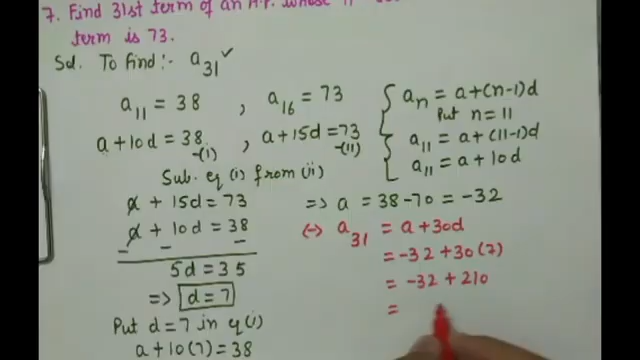 7. Find 31st term of an A.P. whose 11
term is 73.
Sol. To find:- a₃₁ ✓
a₁₁ = 38 , a₁₆ = 73
a+10d = 38 -(i) , a+15d = 73 -(ii)
Sub. eq (i) from (ii)
a + 15d = 73
a + 10d = 38
- - -
5d = 35
=> d = 7
Put d = 7 in eq (i)
a + 10(7) = 38
aₙ = a + (n-1)d
Put n = 11
a₁₁ = a + (11-1)d
a₁₁ = a + 10d
=> a = 38 - 70 = -32
a₃₁ = a + 30d
= -32 + 30(7)
= -32 + 210
=